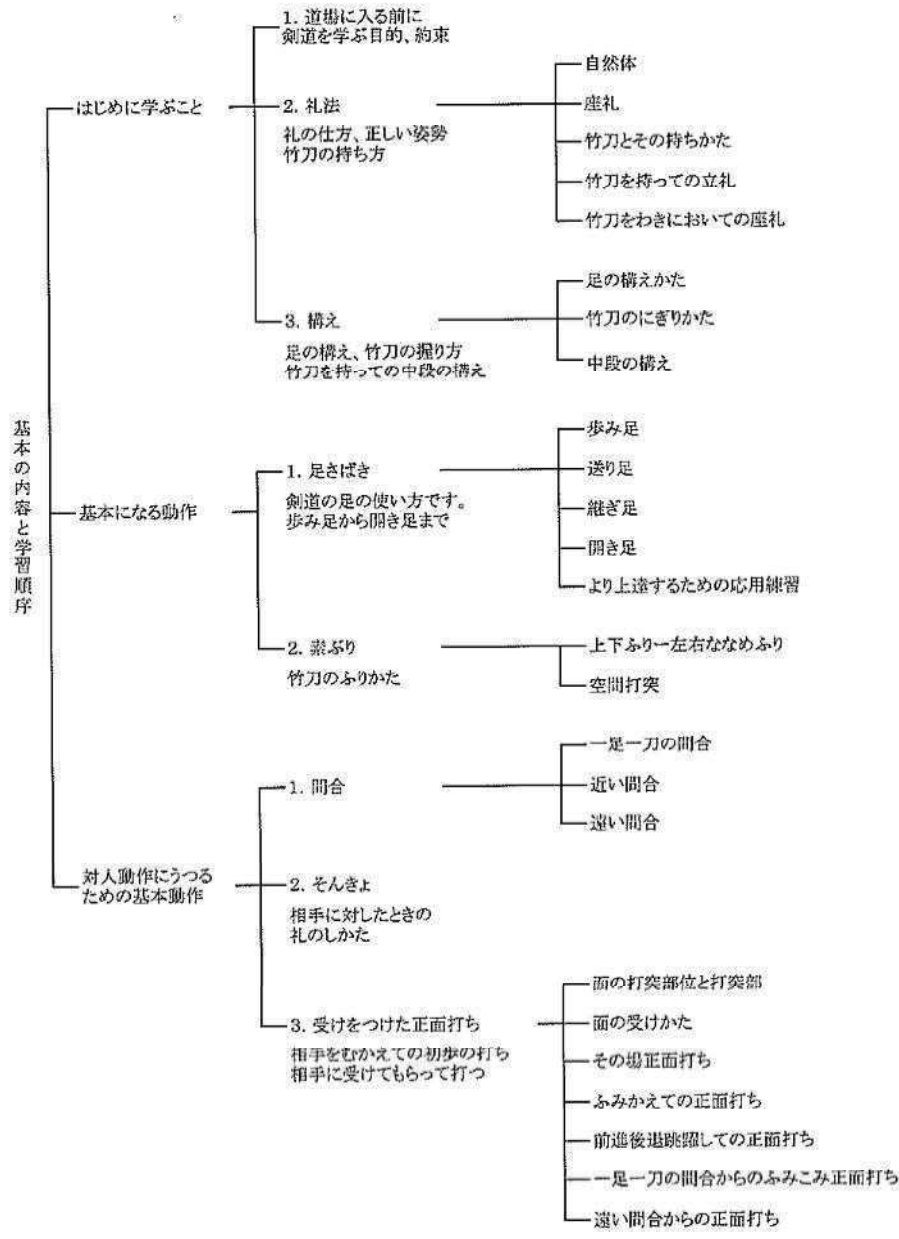 基本の内容と学習順序
はじめに学ぶこと
1. 道場に入る前に
剣道を学ぶ目的、約束
2. 礼法
礼の仕方、正しい姿勢
竹刀の持ち方
自然体
座礼
竹刀とその持ちかた
竹刀を持っての立礼
竹刀をわきにおいての座礼
3. 構え
足の構え、竹刀の握り方
竹刀を持っての中段の構え
足の構えかた
竹刀のにぎりかた
中段の構え
基本になる動作
1. 足さばき
剣道の足の使い方です。
歩み足から開き足まで
歩み足
送り足
継ぎ足
開き足
より上達するための応用練習
2. 素ぶり
竹刀のふりかた
上下ふりー左右ななめふり
空間打突
対人動作にうつる
ための基本動作
1. 間合
一足一刀の間合
近い間合
遠い間合
2. そんきょ
相手に対したときの
礼のしかた
3. 受けをつけた正面打ち
相手をむかえての初歩の打ち
相手に受けてもらって打つ
面の打突部位と打突部
面の受けかた
その場正面打ち
ふみかえての正面打ち
前進後退跳躍しての正面打ち
一足一刀の間合からのふみこみ正面打ち
遠い間合からの正面打ち